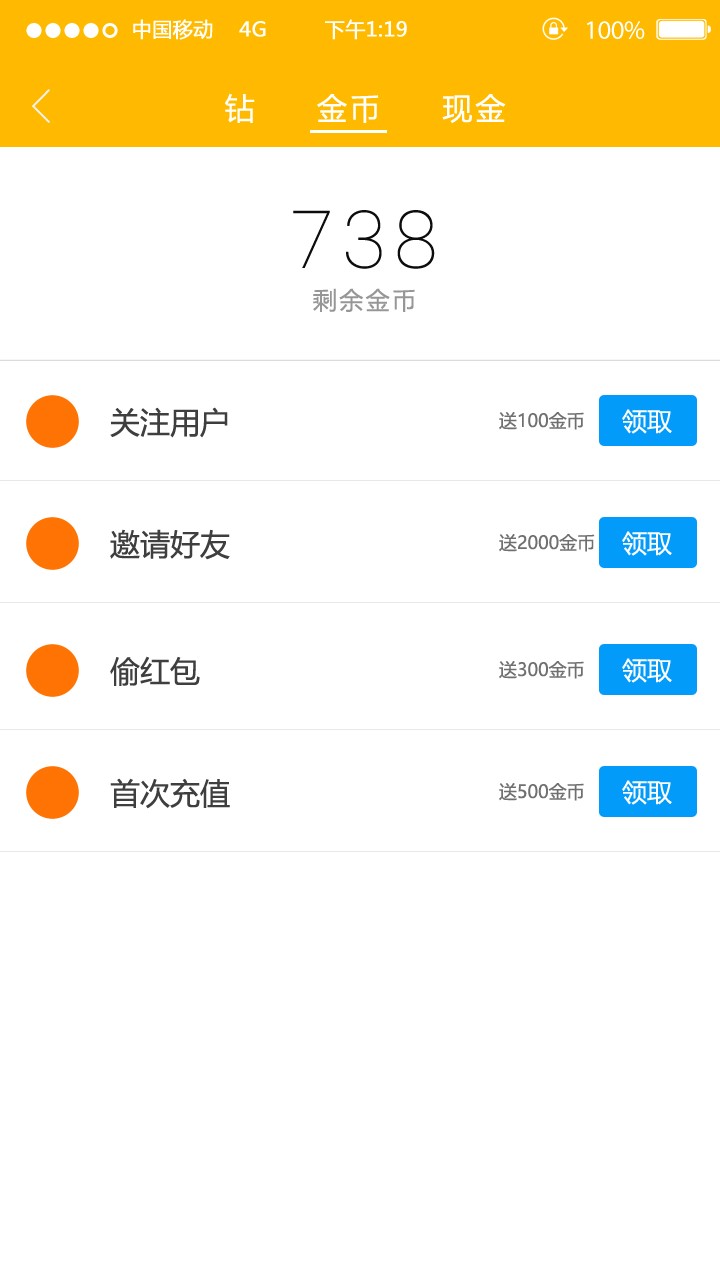 中国移动 4G 下午1:19 100%
钻 金币 现金
738
剩余金币
关注用户 送100金币 领取
邀请好友 送2000金币 领取
偷红包 送300金币 领取
首次充值 送500金币 领取